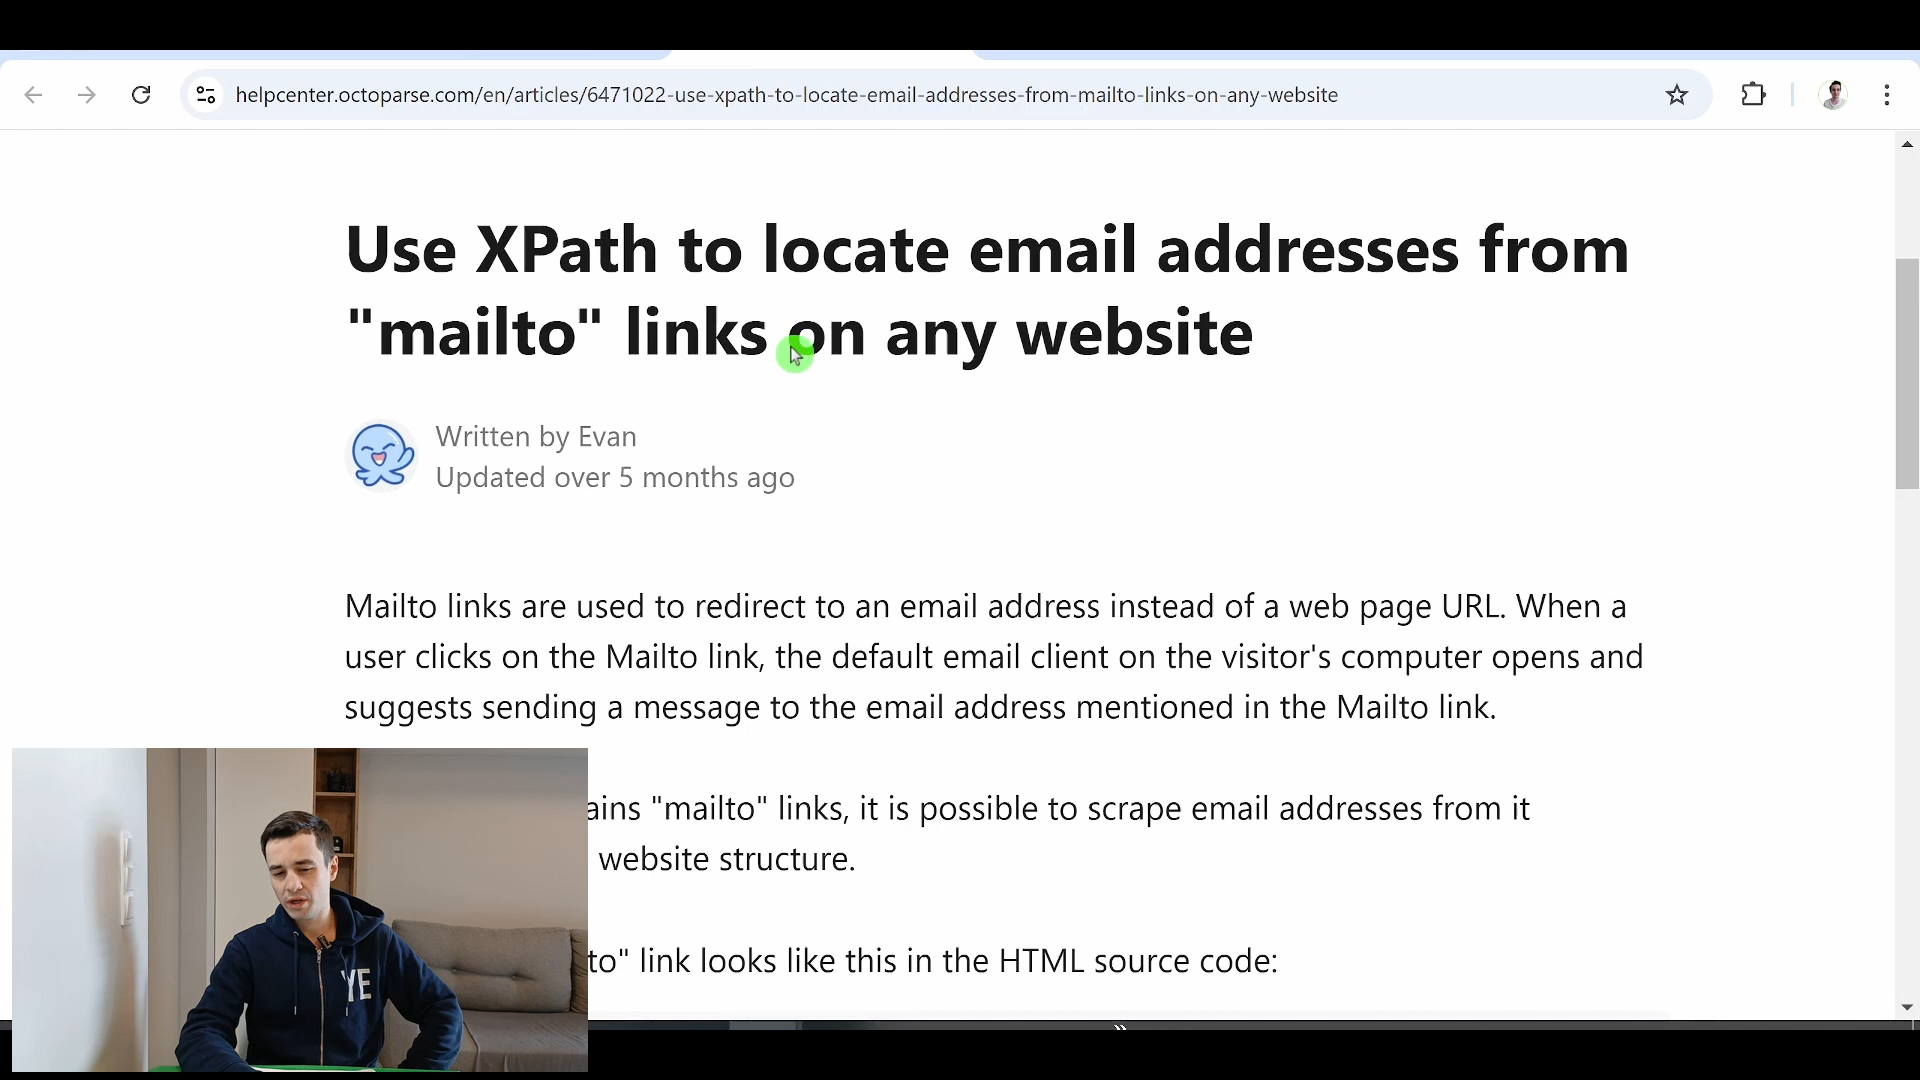 helpcenter.octoparse.com/en/articles/6471022-use-xpath-to-locate-email-addresses-from-mailto-links-on-any-website
Use XPath to locate email addresses from
"mailto" links on any website
Written by Evan
Updated over 5 months ago
Mailto links are used to redirect to an email address instead of a web page URL. When a
user clicks on the Mailto link, the default email client on the visitor's computer opens and
suggests sending a message to the email address mentioned in the Mailto link.
ains "mailto" links, it is possible to scrape email addresses from it
website structure.
to" link looks like this in the HTML source code:
YE